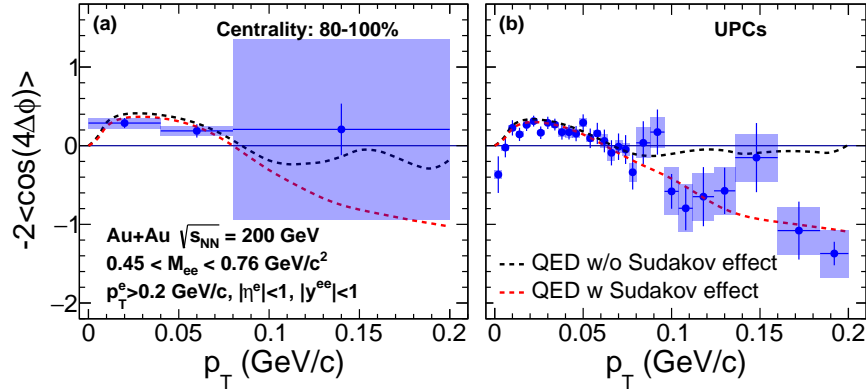 (a) Centrality: 80-100%
(b) UPCs
-2<cos(4Δϕ)>
1
0
−1
−2
Au+Au √s_NN = 200 GeV
0.45 < M_ee < 0.76 GeV/c²
p_T^e>0.2 GeV/c, |η^e|<1, |y^ee|<1
QED w/o Sudakov effect
QED w Sudakov effect
0 0.05 0.1 0.15 0.2
0 0.05 0.1 0.15 0.2
p_T (GeV/c)
p_T (GeV/c)